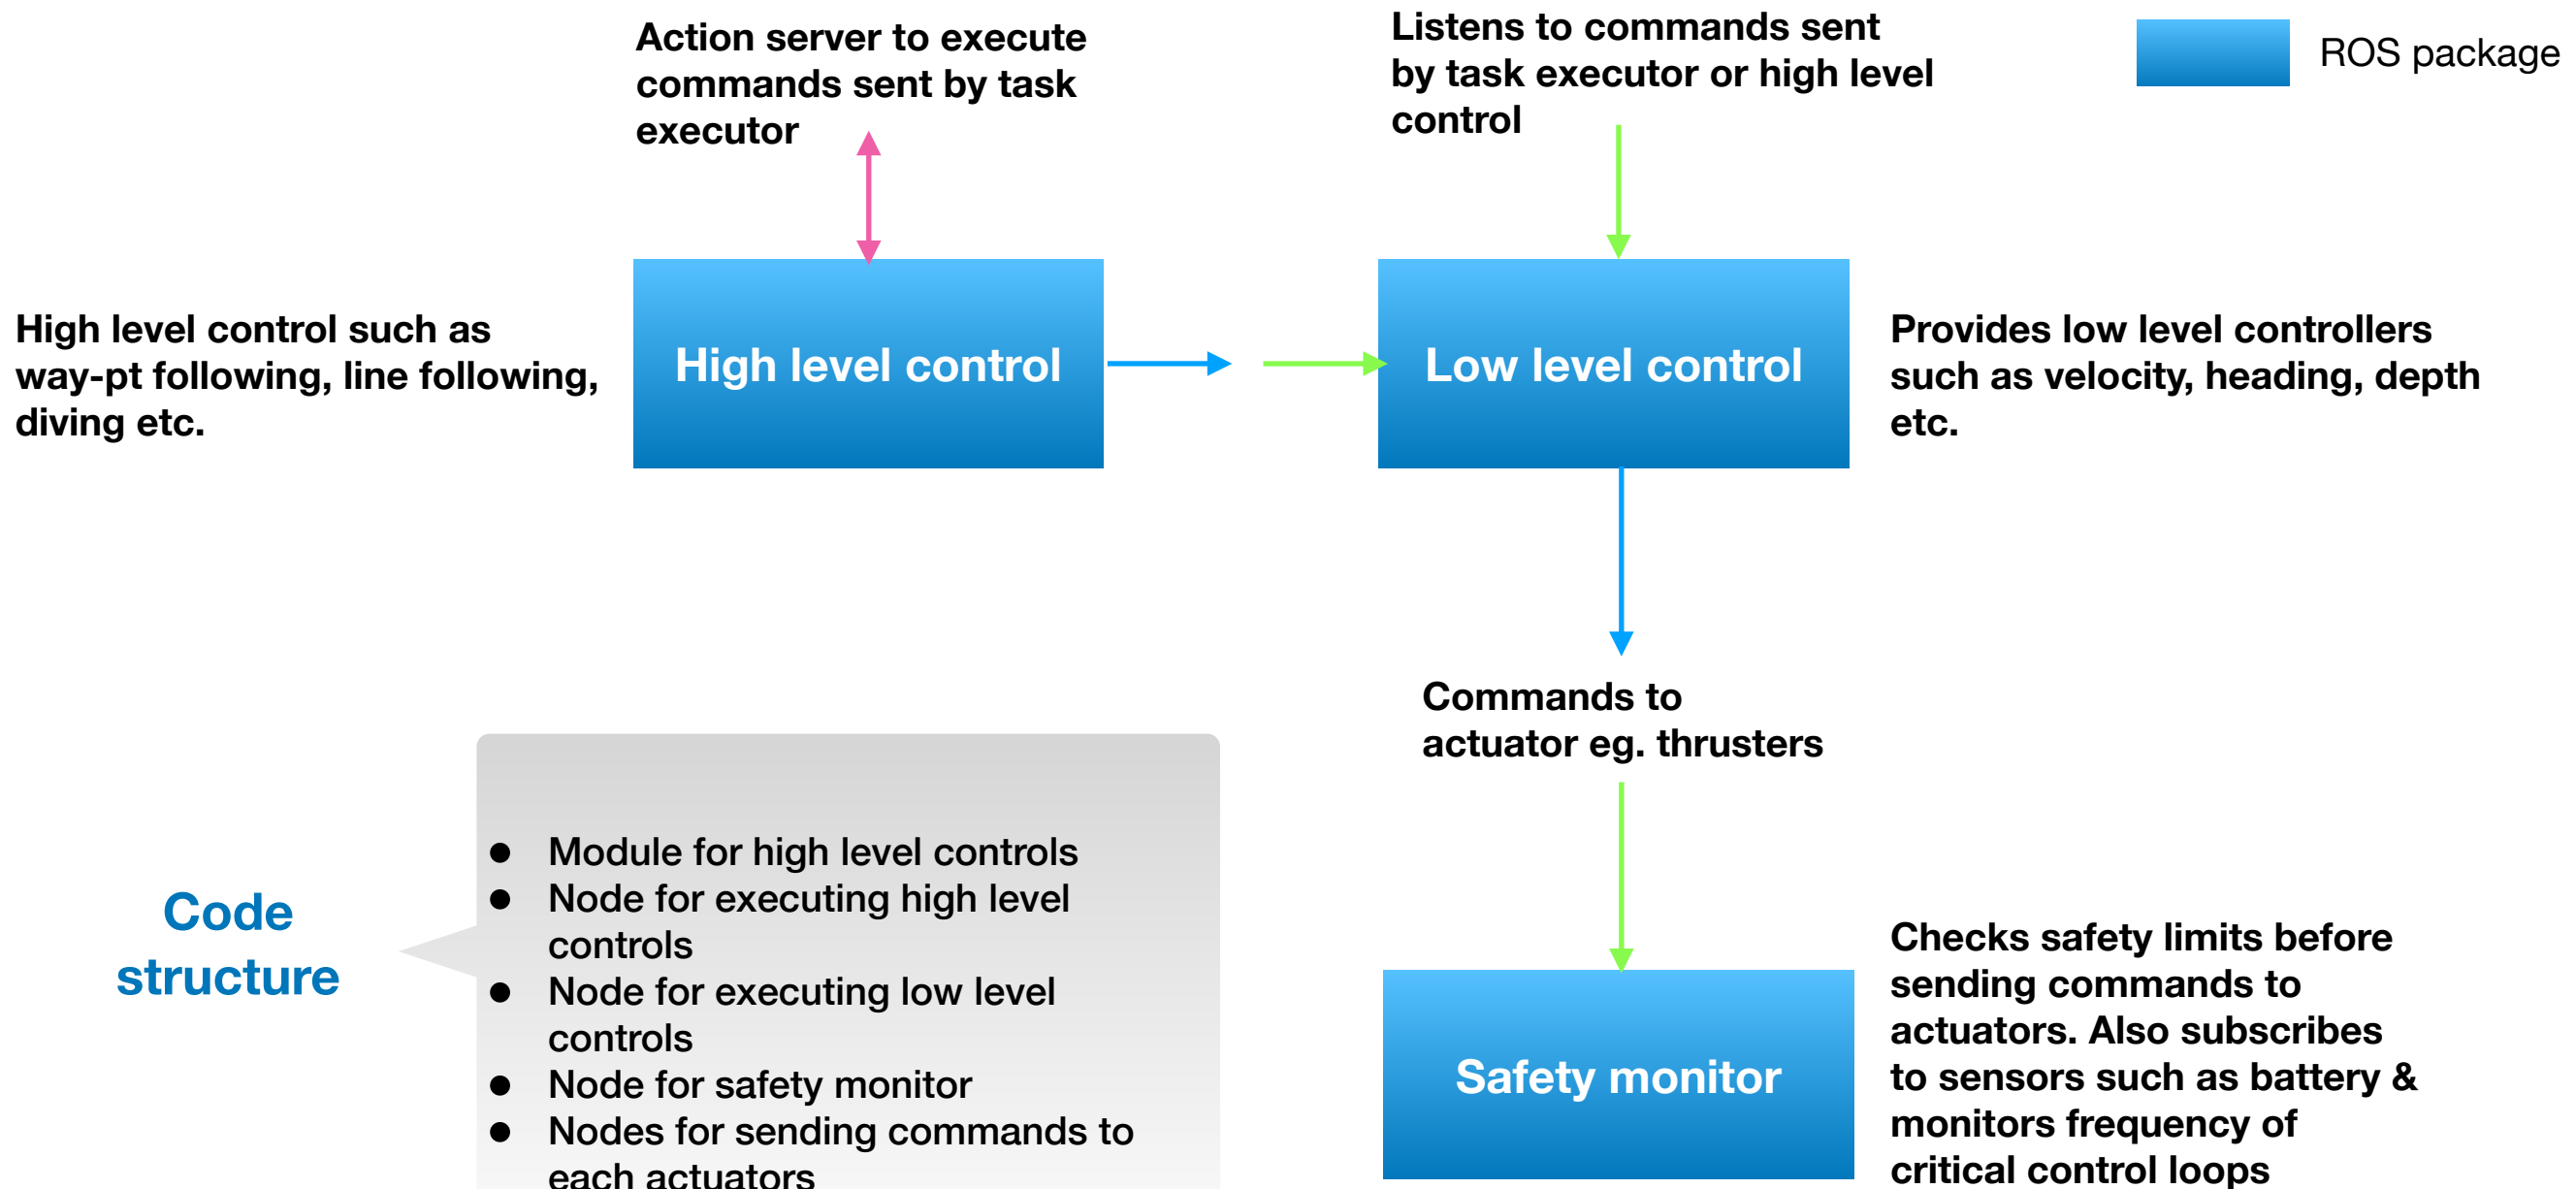 Action server to execute
commands sent by task
executor
Listens to commands sent
by task executor or high level
control
ROS package
High level control such as
way-pt following, line following,
diving etc.
High level control
Low level control
Provides low level controllers
such as velocity, heading, depth
etc.
Commands to
actuator eg. thrusters
Code
structure
● Module for high level controls
● Node for executing high level
controls
● Node for executing low level
controls
● Node for safety monitor
● Nodes for sending commands to
each actuators
Safety monitor
Checks safety limits before
sending commands to
actuators. Also subscribes
to sensors such as battery &
monitors frequency of
critical control loops